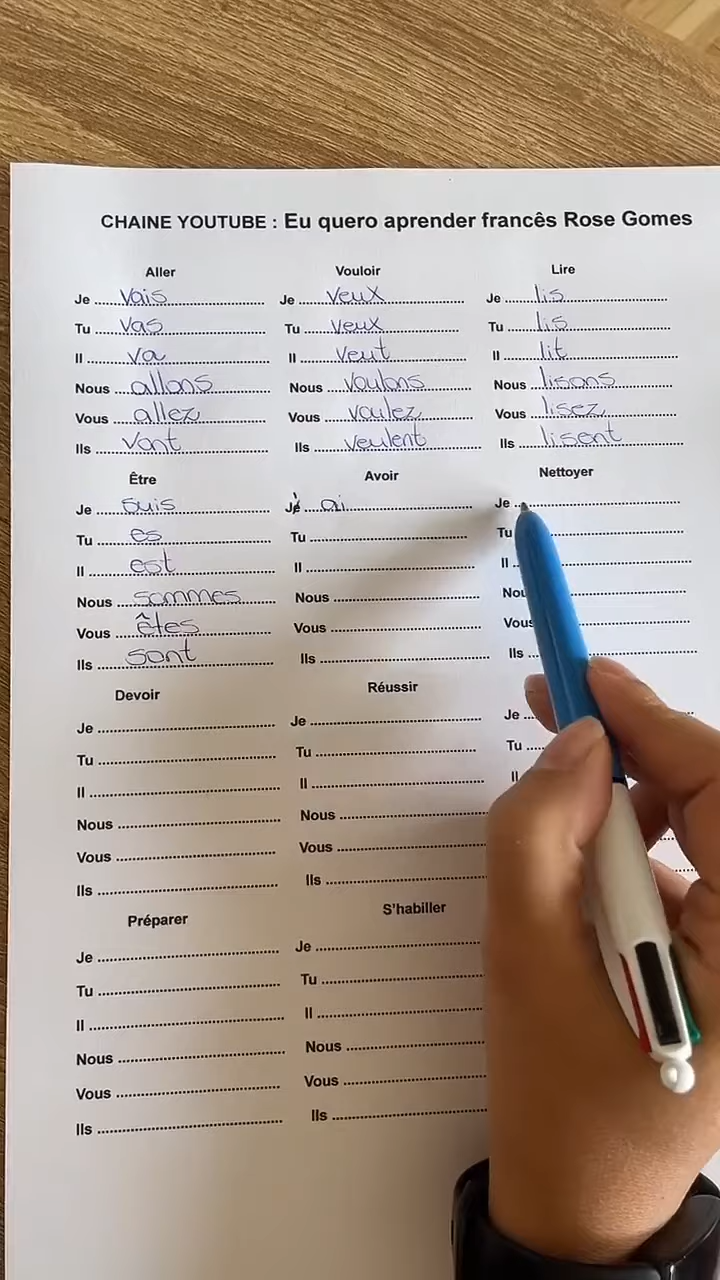 CHAINE YOUTUBE : Eu quero aprender francês Rose Gomes
Aller
Je vais
Tu vas
Il va
Nous allons
Vous allez
Ils vont
Vouloir
Je veux
Tu veux
Il veut
Nous voulons
Vous voulez
Ils veulent
Lire
Je lis
Tu lis
Il lit
Nous lisons
Vous lisez
Ils lisent
Être
Je suis
Tu es
Il est
Nous sommes
Vous êtes
Ils sont
Avoir
J' ai
Tu
Il
Nous
Vous
Ils
Nettoyer
Je
Tu
Il
Nou
Vous
Ils
Devoir
Je
Tu
Il
Nous
Vous
Ils
Réussir
Je
Tu
Il
Nous
Vous
Ils
Je
Tu
Il
Préparer
Je
Tu
Il
Nous
Vous
Ils
S'habiller
Je
Tu
Il
Nous
Vous
Ils